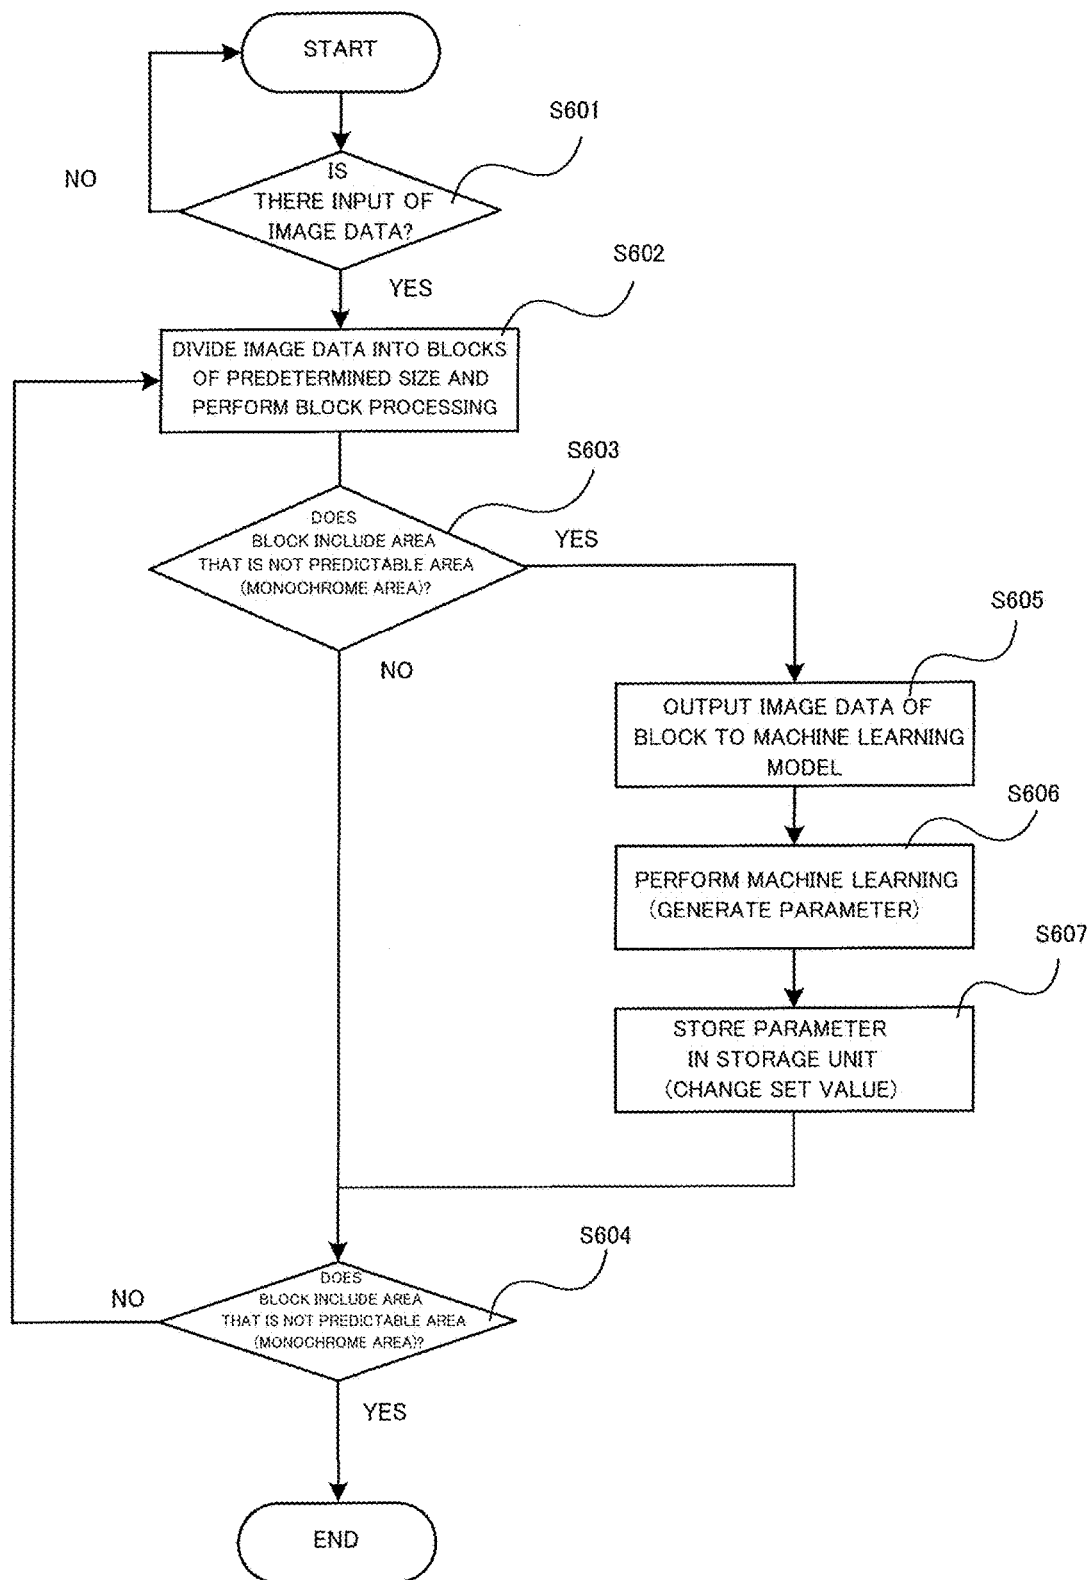 START
S601
IS
THERE INPUT OF
IMAGE DATA?
NO
YES
S602
DIVIDE IMAGE DATA INTO BLOCKS
OF PREDETERMINED SIZE AND
PERFORM BLOCK PROCESSING
S603
DOES
BLOCK INCLUDE AREA
THAT IS NOT PREDICTABLE AREA
(MONOCHROME AREA)?
YES
NO
S605
OUTPUT IMAGE DATA OF
BLOCK TO MACHINE LEARNING
MODEL
S606
PERFORM MACHINE LEARNING
(GENERATE PARAMETER)
S607
STORE PARAMETER
IN STORAGE UNIT
(CHANGE SET VALUE)
S604
DOES
BLOCK INCLUDE AREA
THAT IS NOT PREDICTABLE AREA
(MONOCHROME AREA)?
NO
YES
END